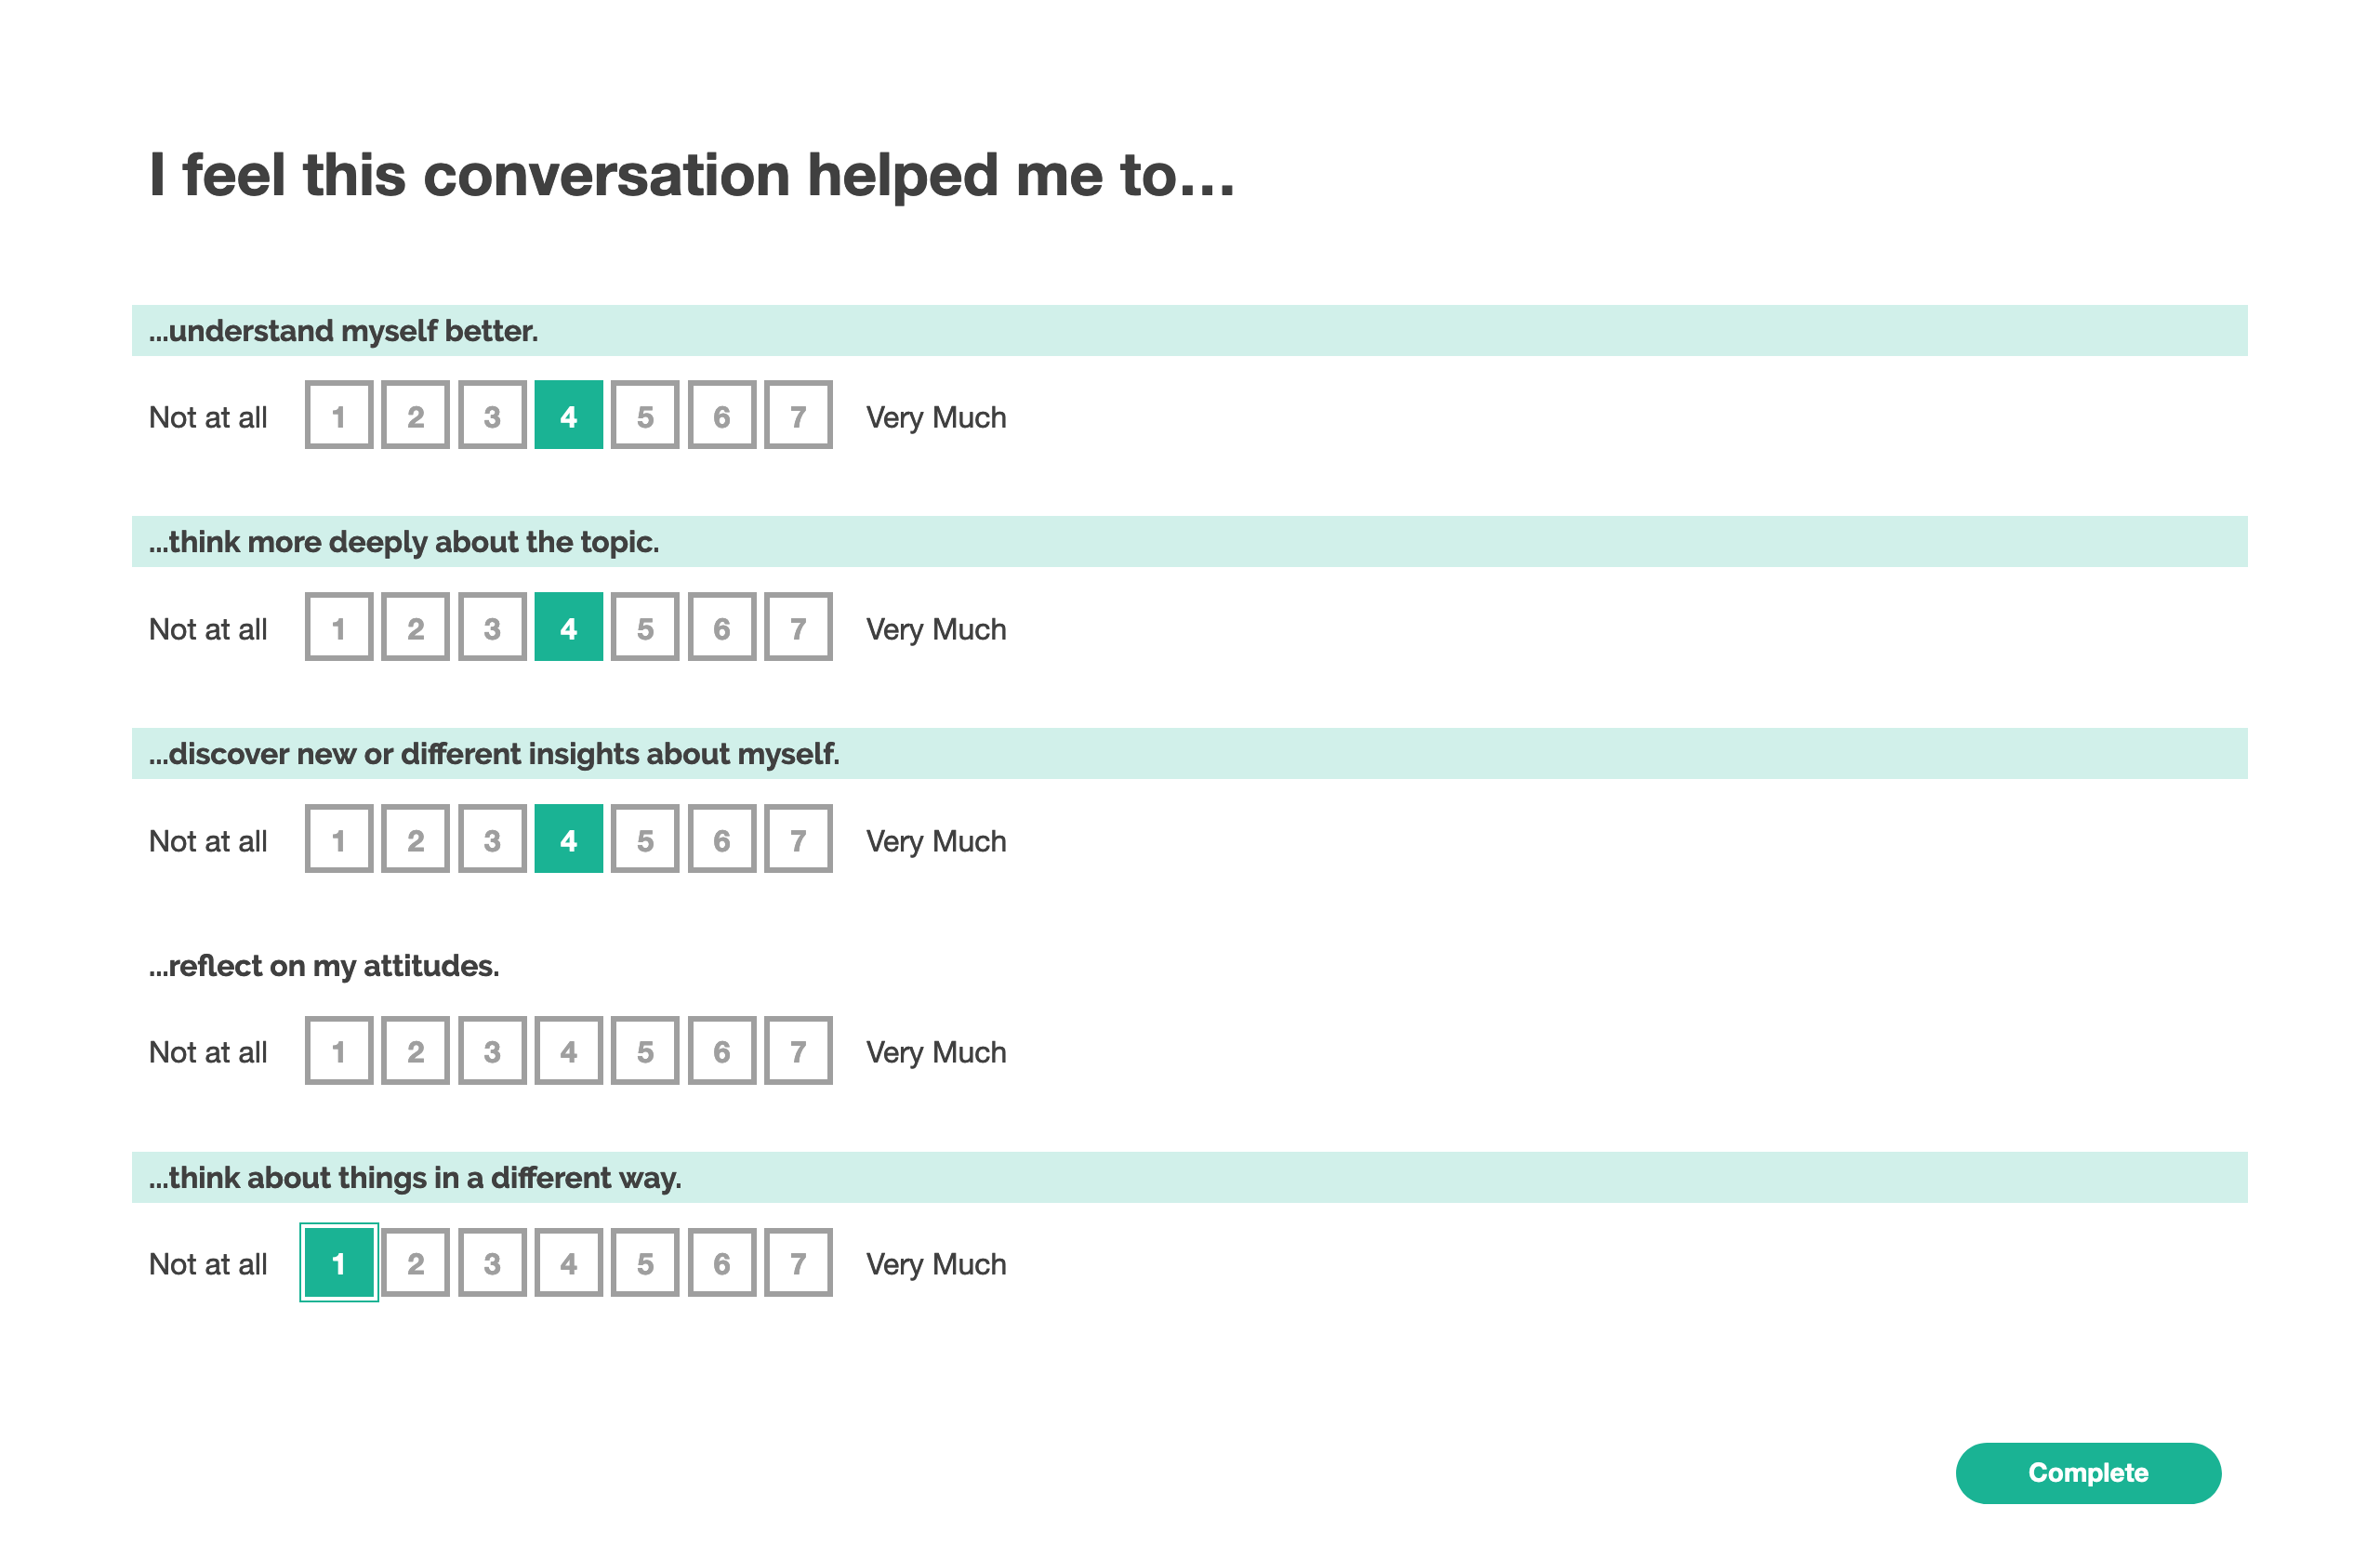 I feel this conversation helped me to...
...understand myself better.
Not at all 1 2 3 4 5 6 7 Very Much
...think more deeply about the topic.
Not at all 1 2 3 4 5 6 7 Very Much
...discover new or different insights about myself.
Not at all 1 2 3 4 5 6 7 Very Much
...reflect on my attitudes.
Not at all 1 2 3 4 5 6 7 Very Much
...think about things in a different way.
Not at all 1 2 3 4 5 6 7 Very Much
Complete